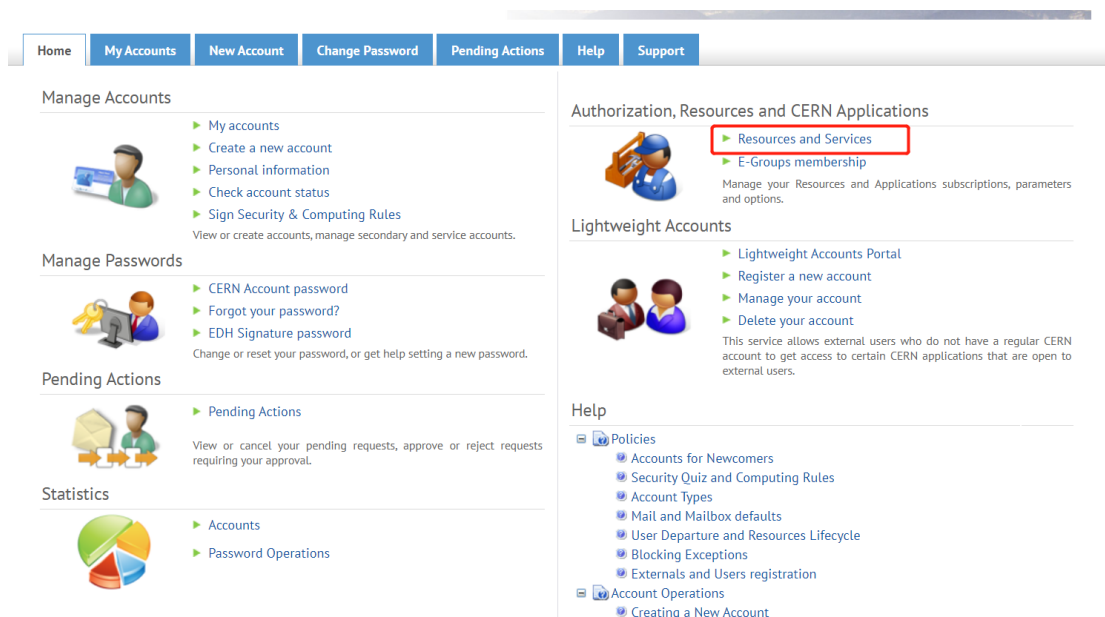 Home My Accounts New Account Change Password Pending Actions Help Support
Manage Accounts
My accounts
Create a new account
Personal information
Check account status
Sign Security & Computing Rules
View or create accounts, manage secondary and service accounts.
Manage Passwords
CERN Account password
Forgot your password?
EDH Signature password
Change or reset your password, or get help setting a new password.
Pending Actions
Pending Actions
View or cancel your pending requests, approve or reject requests
requiring your approval.
Statistics
Accounts
Password Operations
Authorization, Resources and CERN Applications
Resources and Services
E-Groups membership
Manage your Resources and Applications subscriptions, parameters
and options.
Lightweight Accounts
Lightweight Accounts Portal
Register a new account
Manage your account
Delete your account
This service allows external users who do not have a regular CERN
account to get access to certain CERN applications that are open to
external users.
Help
Policies
Accounts for Newcomers
Security Quiz and Computing Rules
Account Types
Mail and Mailbox defaults
User Departure and Resources Lifecycle
Blocking Exceptions
Externals and Users registration
Account Operations
Creating a New Account